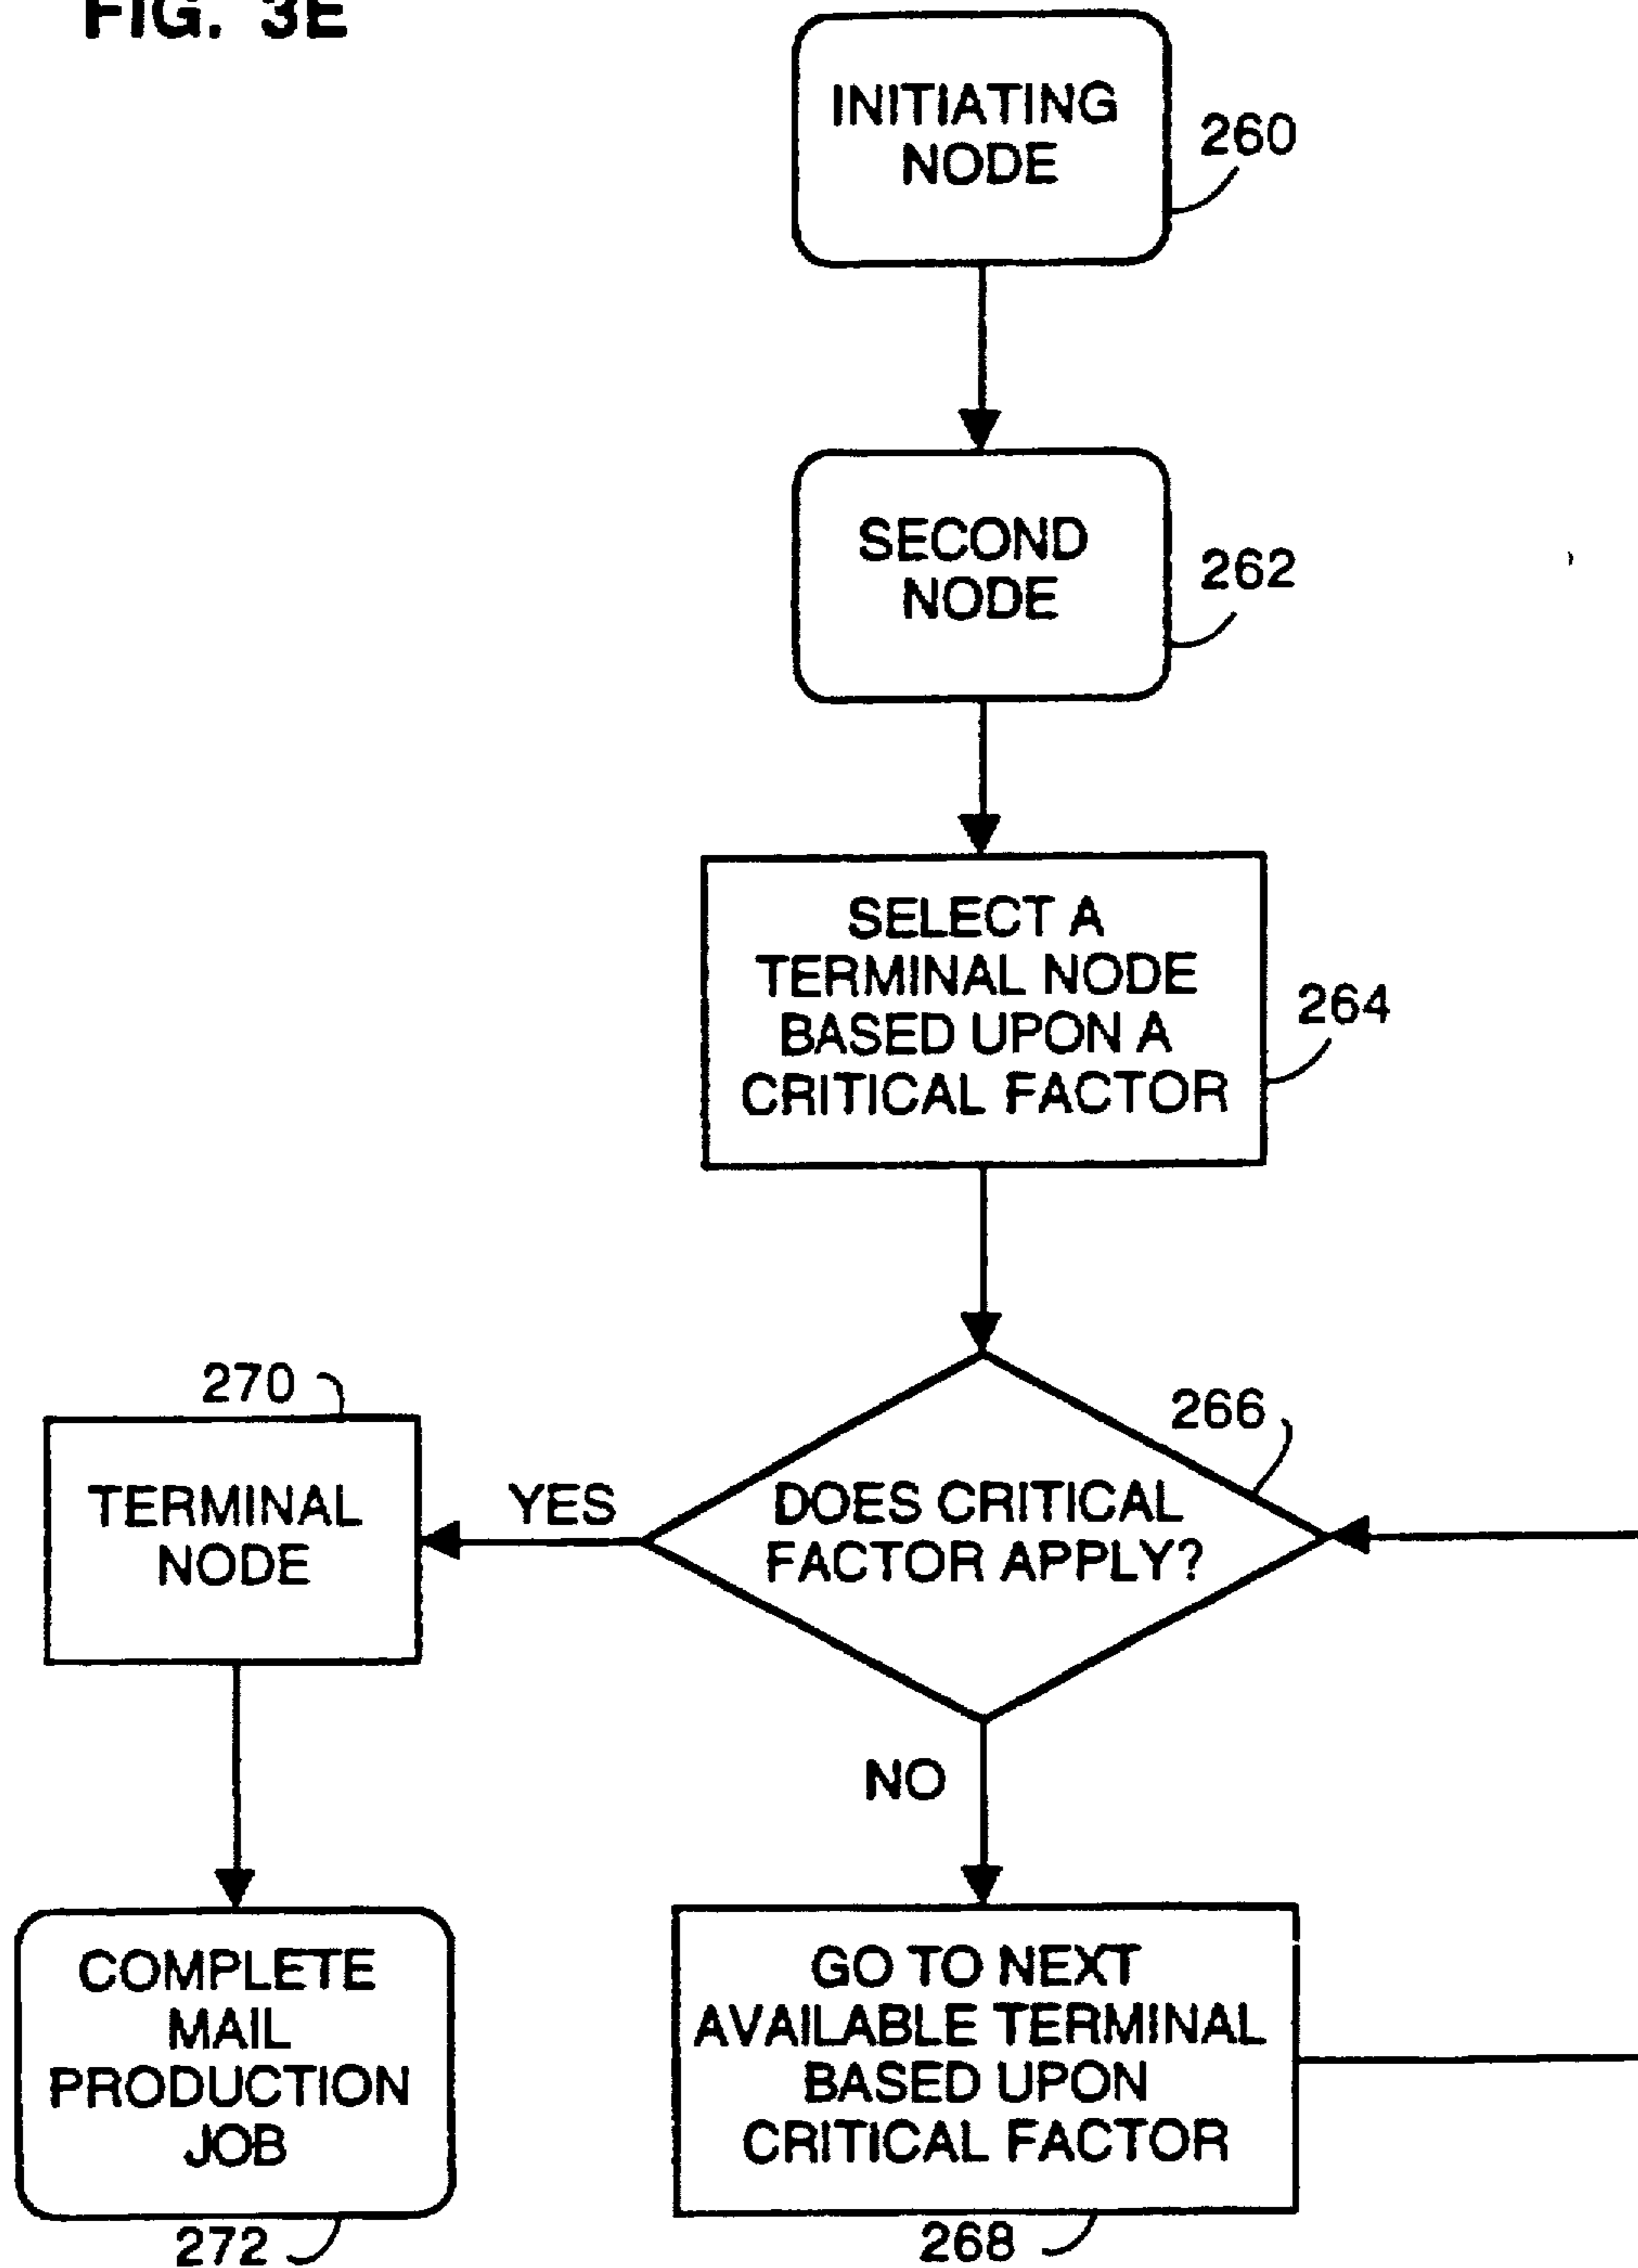 FIG. 3E
INITIATING
NODE
260
SECOND
NODE
262
SELECT A
TERMINAL NODE
BASED UPON A
CRITICAL FACTOR
264
270
TERMINAL
NODE
YES
266
DOES CRITICAL
FACTOR APPLY?
NO
COMPLETE
MAIL
PRODUCTION
JOB
272
GO TO NEXT
AVAILABLE TERMINAL
BASED UPON
CRITICAL FACTOR
268